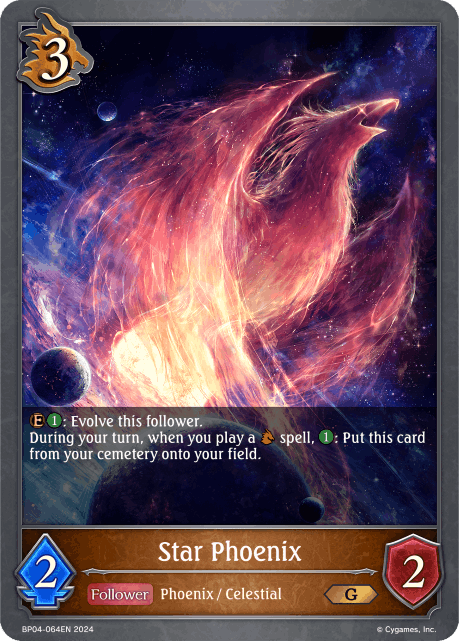 3
E 1: Evolve this follower.
During your turn, when you play a spell, 1: Put this card
from your cemetery onto your field.
Star Phoenix
2 Follower Phoenix / Celestial G 2
BP04-064EN 2024 © Cygames, Inc.